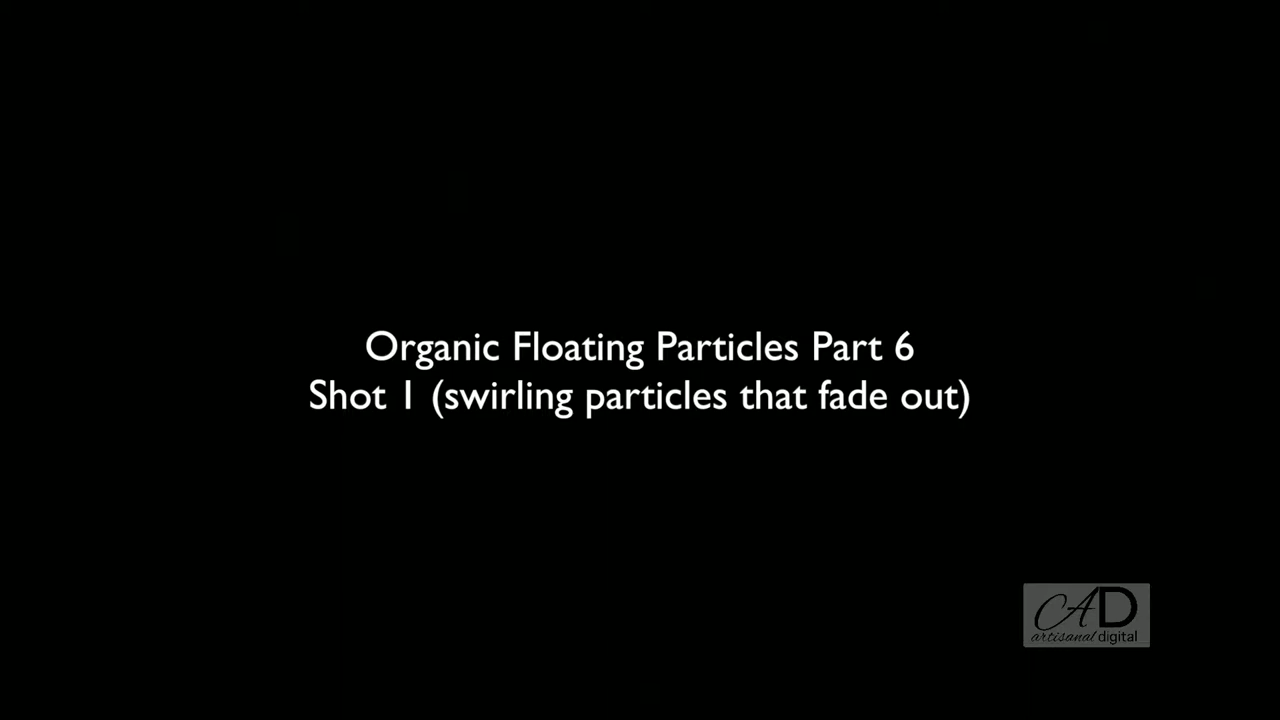 Organic Floating Particles Part 6
Shot 1 (swirling particles that fade out)
AD
artisanal digital